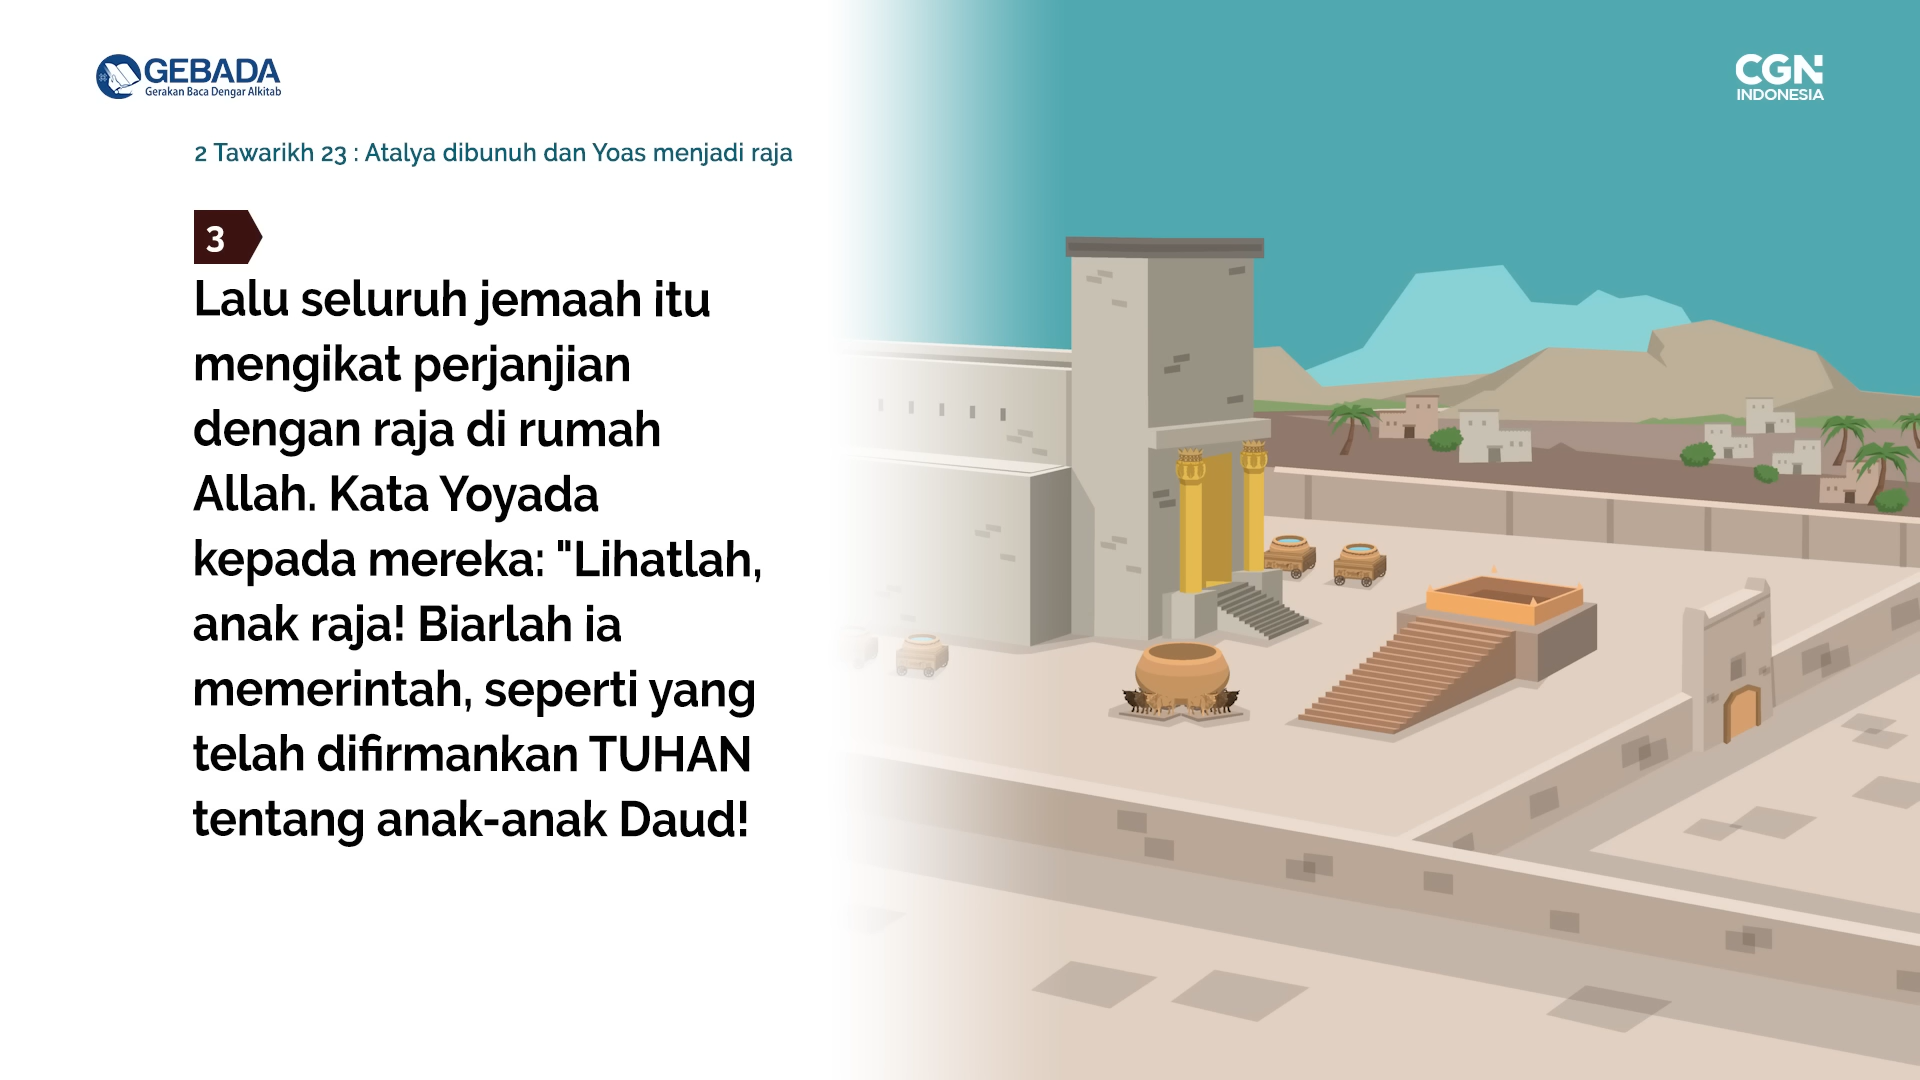 GEBADA
Gerakan Baca Dengar Alkitab
CGN
INDONESIA
2 Tawarikh 23 : Atalya dibunuh dan Yoas menjadi raja
3
Lalu seluruh jemaah itu
mengikat perjanjian
dengan raja di rumah
Allah. Kata Yoyada
kepada mereka: "Lihatlah,
anak raja! Biarlah ia
memerintah, seperti yang
telah difirmankan TUHAN
tentang anak-anak Daud!